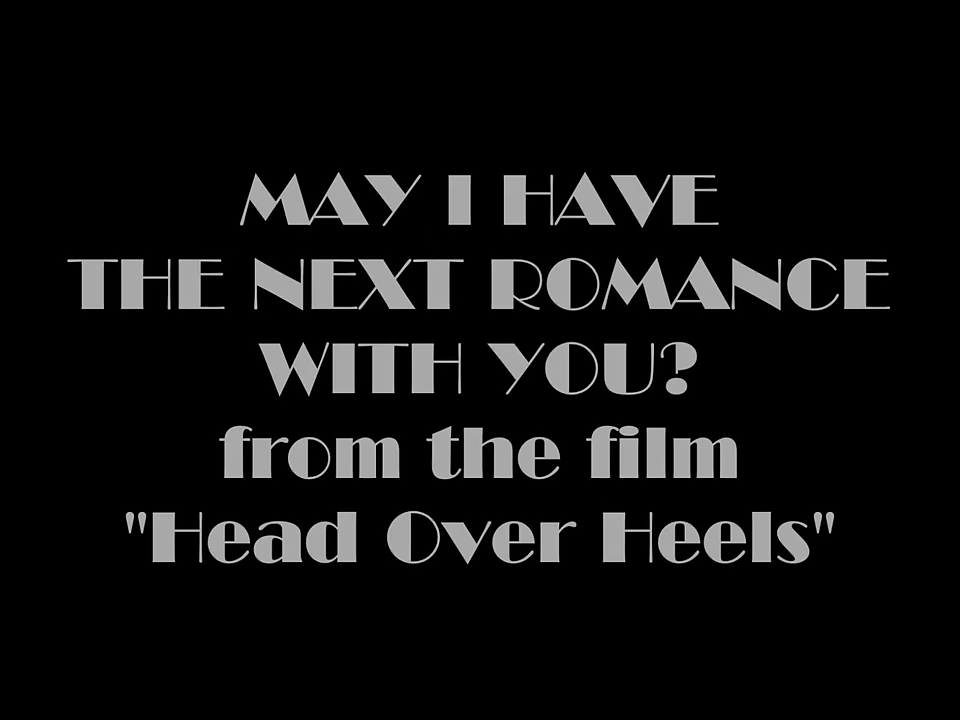 MAY I HAVE
THE NEXT ROMANCE
WITH YOU?
from the film
"Head Over Heels"